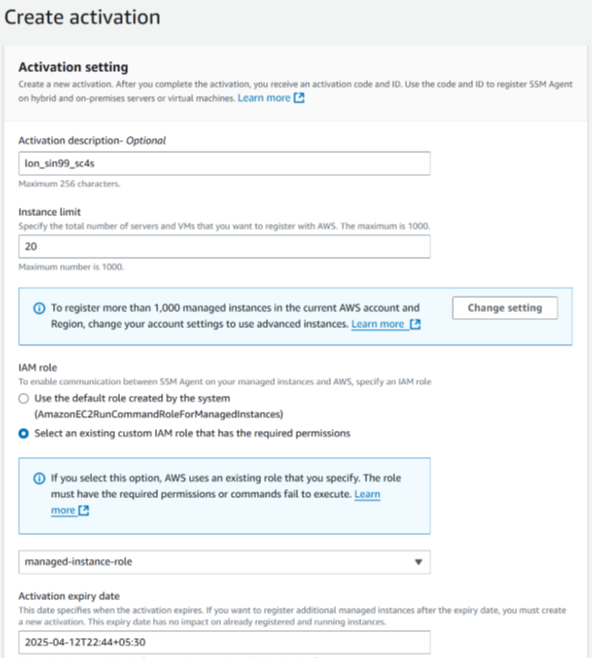 Create activation
Activation setting
Create a new activation. After you complete the activation, you receive an activation code and ID. Use the code and ID to register SSM Agent
on hybrid and on-premises servers or virtual machines. Learn more
Activation description- Optional
lon_sin99_sc4s
Maximum 256 characters.
Instance limit
Specify the total number of servers and VMs that you want to register with AWS. The maximum is 1000.
20
Maximum number is 1000.
To register more than 1,000 managed instances in the current AWS account and
Region, change your account settings to use advanced instances. Learn more
Change setting
IAM role
To enable communication between SSM Agent on your managed instances and AWS, specify an IAM role
Use the default role created by the system
(AmazonEC2RunCommandRoleForManagedInstances)
Select an existing custom IAM role that has the required permissions
If you select this option, AWS uses an existing role that you specify. The role
must have the required permissions or commands fail to execute. Learn
more
managed-instance-role
Activation expiry date
This date specifies when the activation expires. If you want to register additional managed instances after the expiry date, you must create
a new activation. This expiry date has no impact on already registered and running instances.
2025-04-12T22:44+05:30